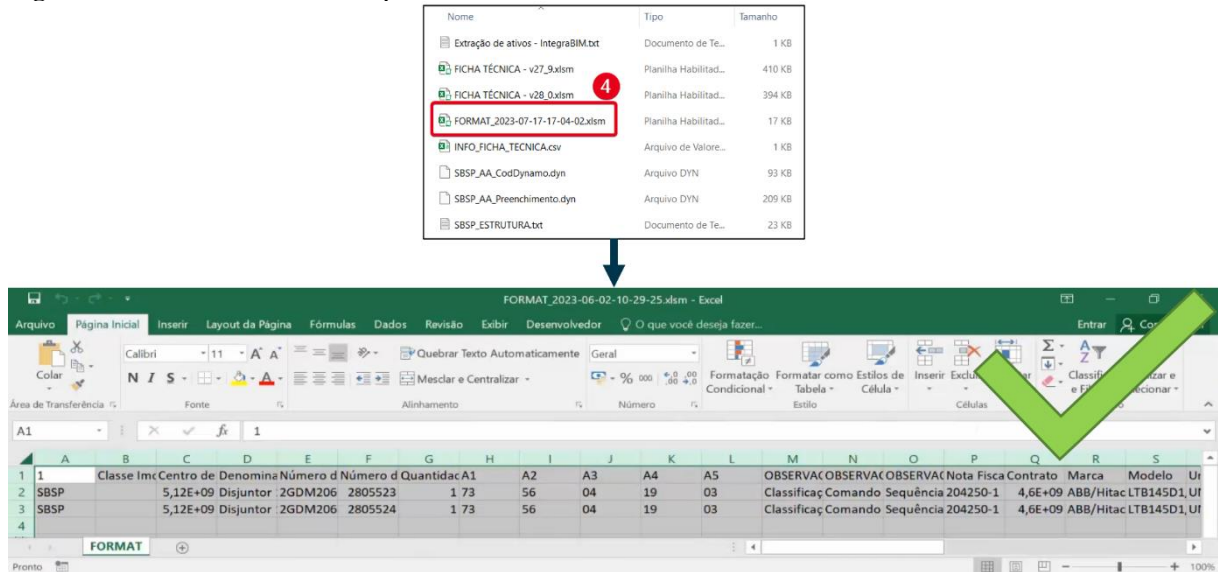 Nome Tipo Tamanho
Extração de ativos - IntegraBIM.txt Documento de Te... 1 KB
FICHA TÉCNICA - v27_9.xlsm Planilha Habilitad... 410 KB
FICHA TÉCNICA - v28_0.xlsm Planilha Habilitad... 394 KB
4
FORMAT_2023-07-17-17-04-02.xlsm Planilha Habilitad... 17 KB
INFO_FICHA_TECNICA.csv Arquivo de Valore... 1 KB
SBSP_AA_CodDynamo.dyn Arquivo DYN 93 KB
SBSP_AA_Preenchimento.dyn Arquivo DYN 209 KB
SBSP_ESTRUTURA.txt Documento de Te... 23 KB
FORMAT_2023-06-02-10-29-25.xlsm - Excel
Arquivo Página Inicial Inserir Layout da Página Fórmulas Dados Revisão Exibir Desenvolvedor O que você deseja fazer... Entrar
Colar Calibri 11 A A Quebrar Texto Automaticamente Geral
N I S A Mesclar e Centralizar % 000 Formatação Condicional Formatar como Tabela Estilos de Célula Inserir
Área de Transferência Fonte Alinhamento Número Estilo Células
A1 fx 1
A B C D E F G H I J K L M N O P Q R S
1 1 Classe Imo Centro de Denomina Número d Número d Quantidac A1 A2 A3 A4 A5 OBSERVAÇ OBSERVAÇ OBSERVAÇ Nota Fisca Contrato Marca Modelo
2 SBSP 5,12E+09 Disjuntor 2GDM206 2805523 1 73 56 04 19 03 Classificaç Comando Sequência 204250-1 4,6E+09 ABB/Hitac LTB145D1,
3 SBSP 5,12E+09 Disjuntor 2GDM206 2805524 1 73 56 04 19 03 Classificaç Comando Sequência 204250-1 4,6E+09 ABB/Hitac LTB145D1,
4
FORMAT
Pronto 100%